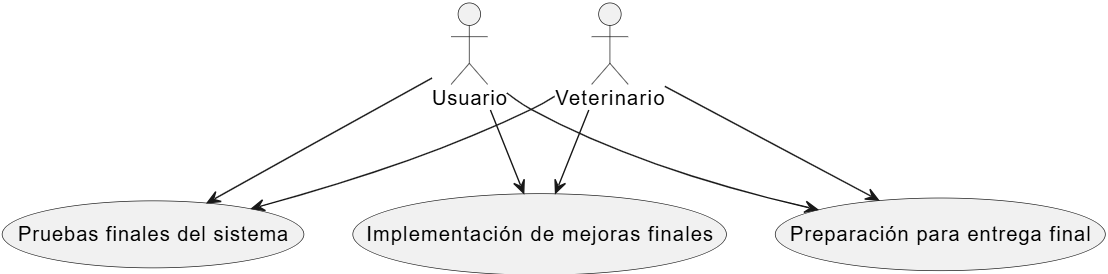 Usuario
Veterinario
Pruebas finales del sistema
Implementación de mejoras finales
Preparación para entrega final